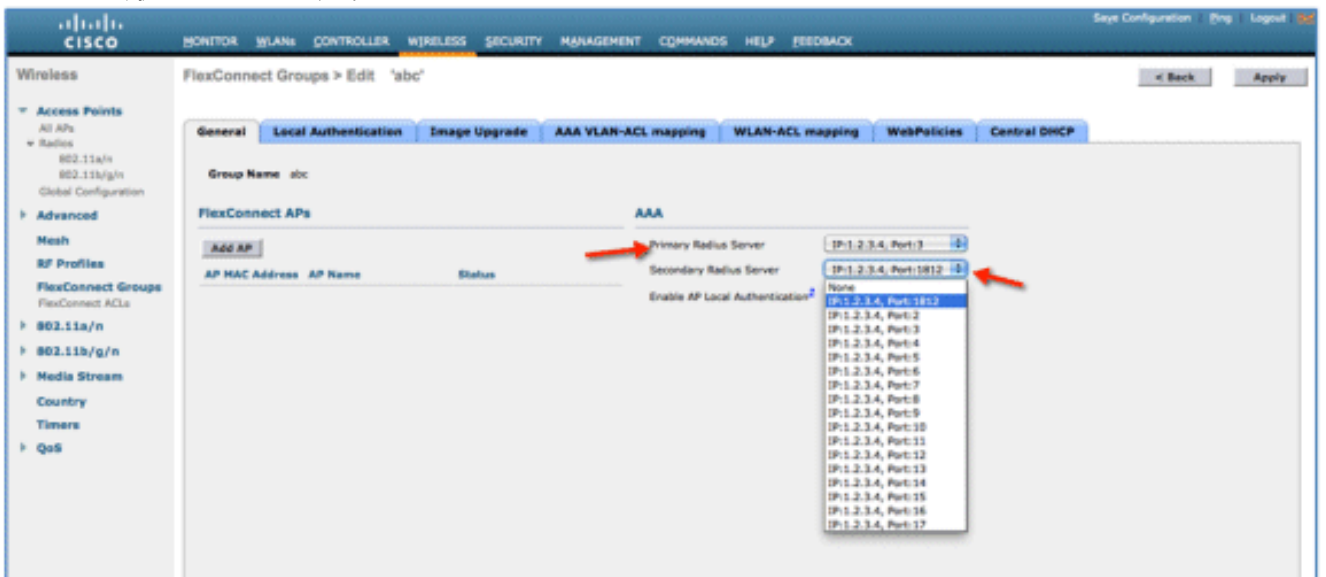 Save Configuration Ping Logout
CISCO
MONITOR WLANs CONTROLLER WIRELESS SECURITY MANAGEMENT COMMANDS HELP FEEDBACK
Wireless
FlexConnect Groups > Edit 'abc'
< Back Apply
Access Points
All APs
Radios
802.11a/n
802.11b/g/n
Global Configuration
Advanced
Mesh
RF Profiles
FlexConnect Groups
FlexConnect ACLs
802.11a/n
802.11b/g/n
Media Stream
Country
Timers
QoS
General Local Authentication Image Upgrade AAA VLAN-ACL mapping WLAN-ACL mapping WebPolicies Central DHCP
Group Name abc
FlexConnect APs
Add AP
AP MAC Address AP Name Status
AAA
Primary Radius Server IP:1.2.3.4, Port:3
Secondary Radius Server IP:1.2.3.4, Port:1812
Enable AP Local Authentication2
None
IP:1.2.3.4, Port:1812
IP:1.2.3.4, Port:2
IP:1.2.3.4, Port:3
IP:1.2.3.4, Port:4
IP:1.2.3.4, Port:5
IP:1.2.3.4, Port:6
IP:1.2.3.4, Port:7
IP:1.2.3.4, Port:8
IP:1.2.3.4, Port:9
IP:1.2.3.4, Port:10
IP:1.2.3.4, Port:11
IP:1.2.3.4, Port:12
IP:1.2.3.4, Port:13
IP:1.2.3.4, Port:14
IP:1.2.3.4, Port:15
IP:1.2.3.4, Port:16
IP:1.2.3.4, Port:17